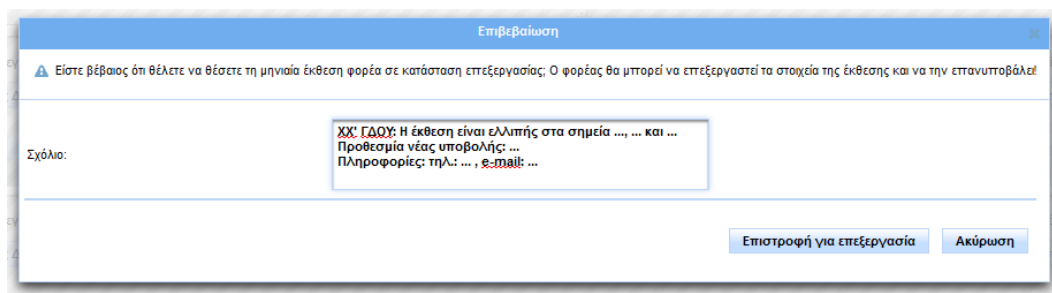 Επιβεβαίωση
Είστε βέβαιος ότι θέλετε να θέσετε τη μηνιαία έκθεση φορέα σε κατάσταση επεξεργασίας; Ο φορέας θα μπορεί να επεξεργαστεί τα στοιχεία της έκθεσης και να την επανυποβάλει!
Σχόλιο:
ΧΧ' ΓΔΟΥ: Η έκθεση είναι ελλιπής στα σημεία ..., ... και ...
Προθεσμία νέας υποβολής: ...
Πληροφορίες: τηλ.: ... , e-mail: ...
Επιστροφή για επεξεργασία Ακύρωση